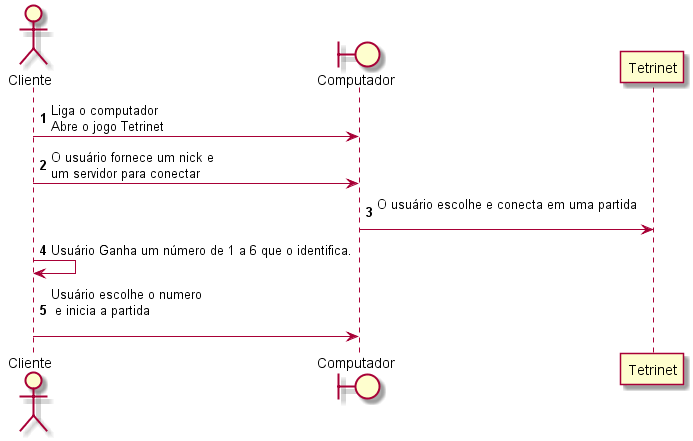 Cliente
Computador
Tetrinet
1 Liga o computador
Abre o jogo Tetrinet
2 O usuário fornece um nick e
um servidor para conectar
3 O usuário escolhe e conecta em uma partida
4 Usuário Ganha um número de 1 a 6 que o identifica.
5 Usuário escolhe o numero
e inicia a partida
Cliente
Computador
Tetrinet